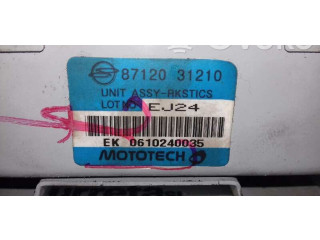 87120 31210
UNIT ASSY-RKSTICS
LOT NO EJ24
EK 0610240035
MOTOTECH